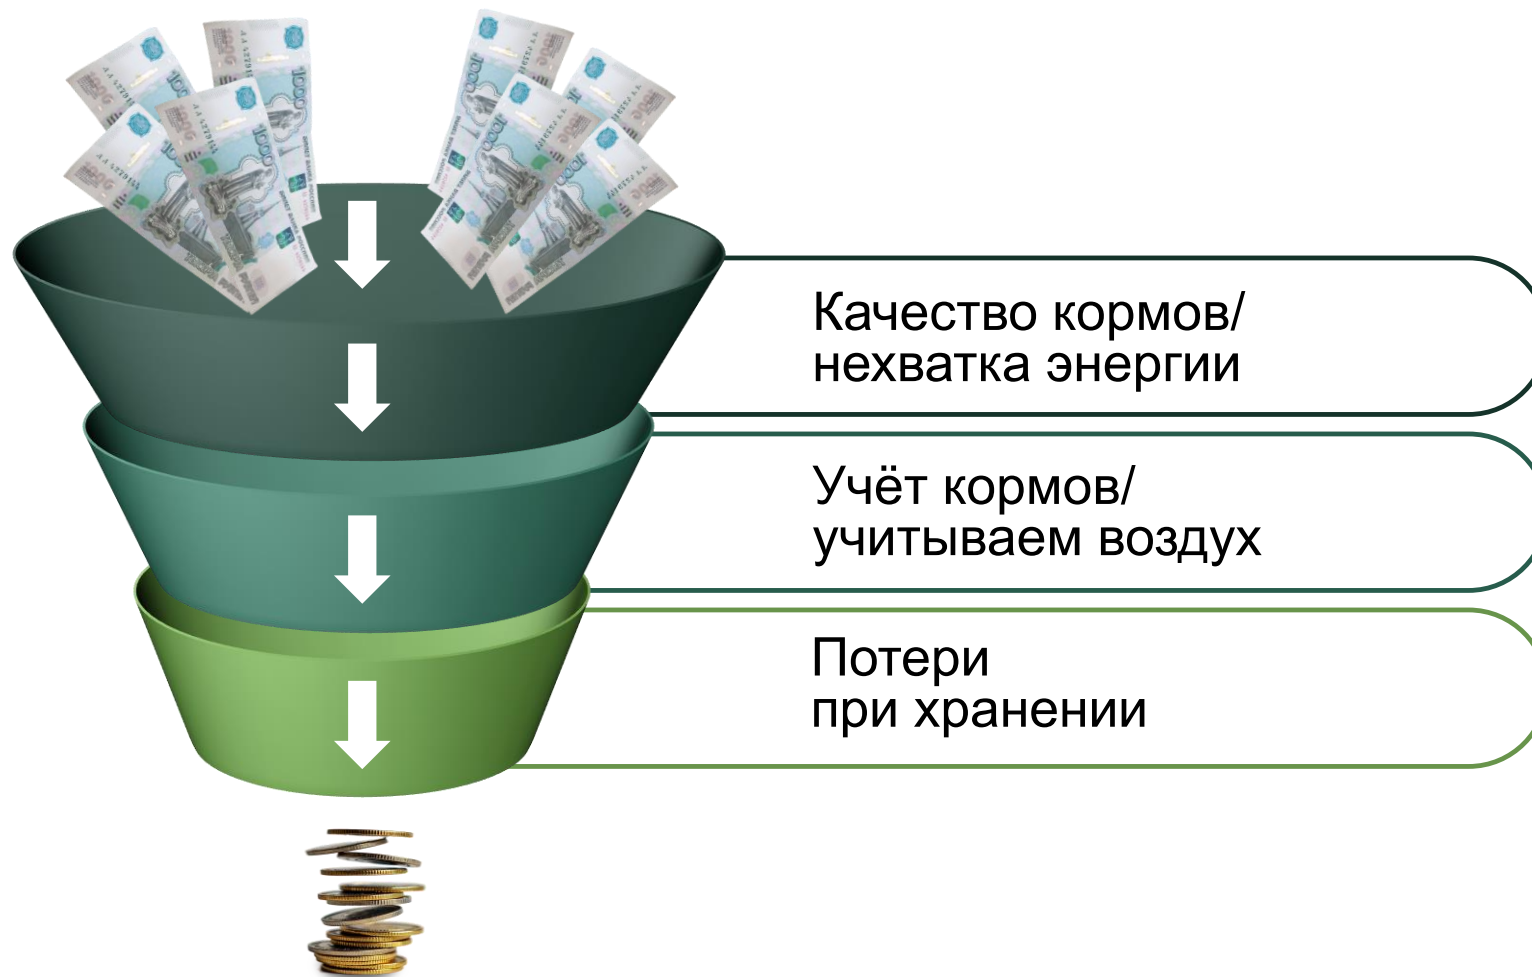 Качество кормов/
нехватка энергии
Учёт кормов/
учитываем воздух
Потери
при хранении